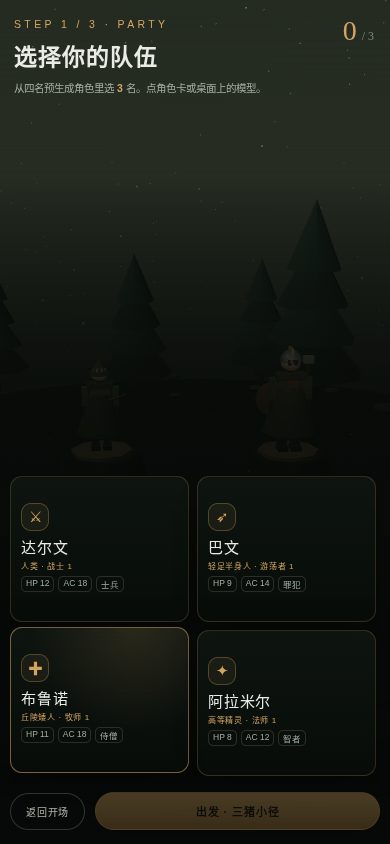 STEP 1 / 3 · PARTY
0 / 3
选择你的队伍
从四名预生成角色里选 3 名。点角色卡或桌面上的模型。
达尔文
人类 · 战士 1
HP 12 AC 18 士兵
巴文
轻足半身人 · 游荡者 1
HP 9 AC 14 罪犯
布鲁诺
丘陵矮人 · 牧师 1
HP 11 AC 18 侍僧
阿拉米尔
高等精灵 · 法师 1
HP 8 AC 12 智者
返回开场
出发 · 三猪小径